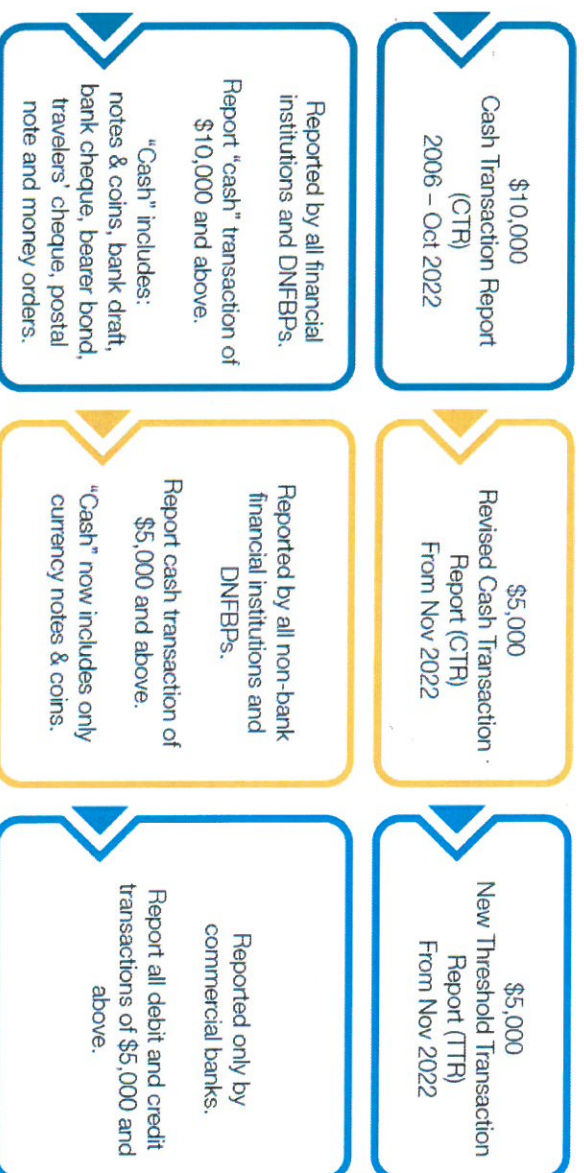 $10,000
Cash Transaction Report
(CTR)
2006 – Oct 2022
Reported by all financial
institutions and DNFBPs.
Report “cash” transaction of
$10,000 and above.
“Cash” includes:
notes & coins, bank draft,
bank cheque, bearer bond,
travelers’ cheque, postal
note and money orders.
$5,000
Revised Cash Transaction
Report (CTR)
From Nov 2022
Reported by all non-bank
financial institutions and
DNFBPs.
Report cash transaction of
$5,000 and above.
“Cash” now includes only
currency notes & coins.
$5,000
New Threshold Transaction
Report (TTR)
From Nov 2022
Reported only by
commercial banks.
Report all debit and credit
transactions of $5,000 and
above.